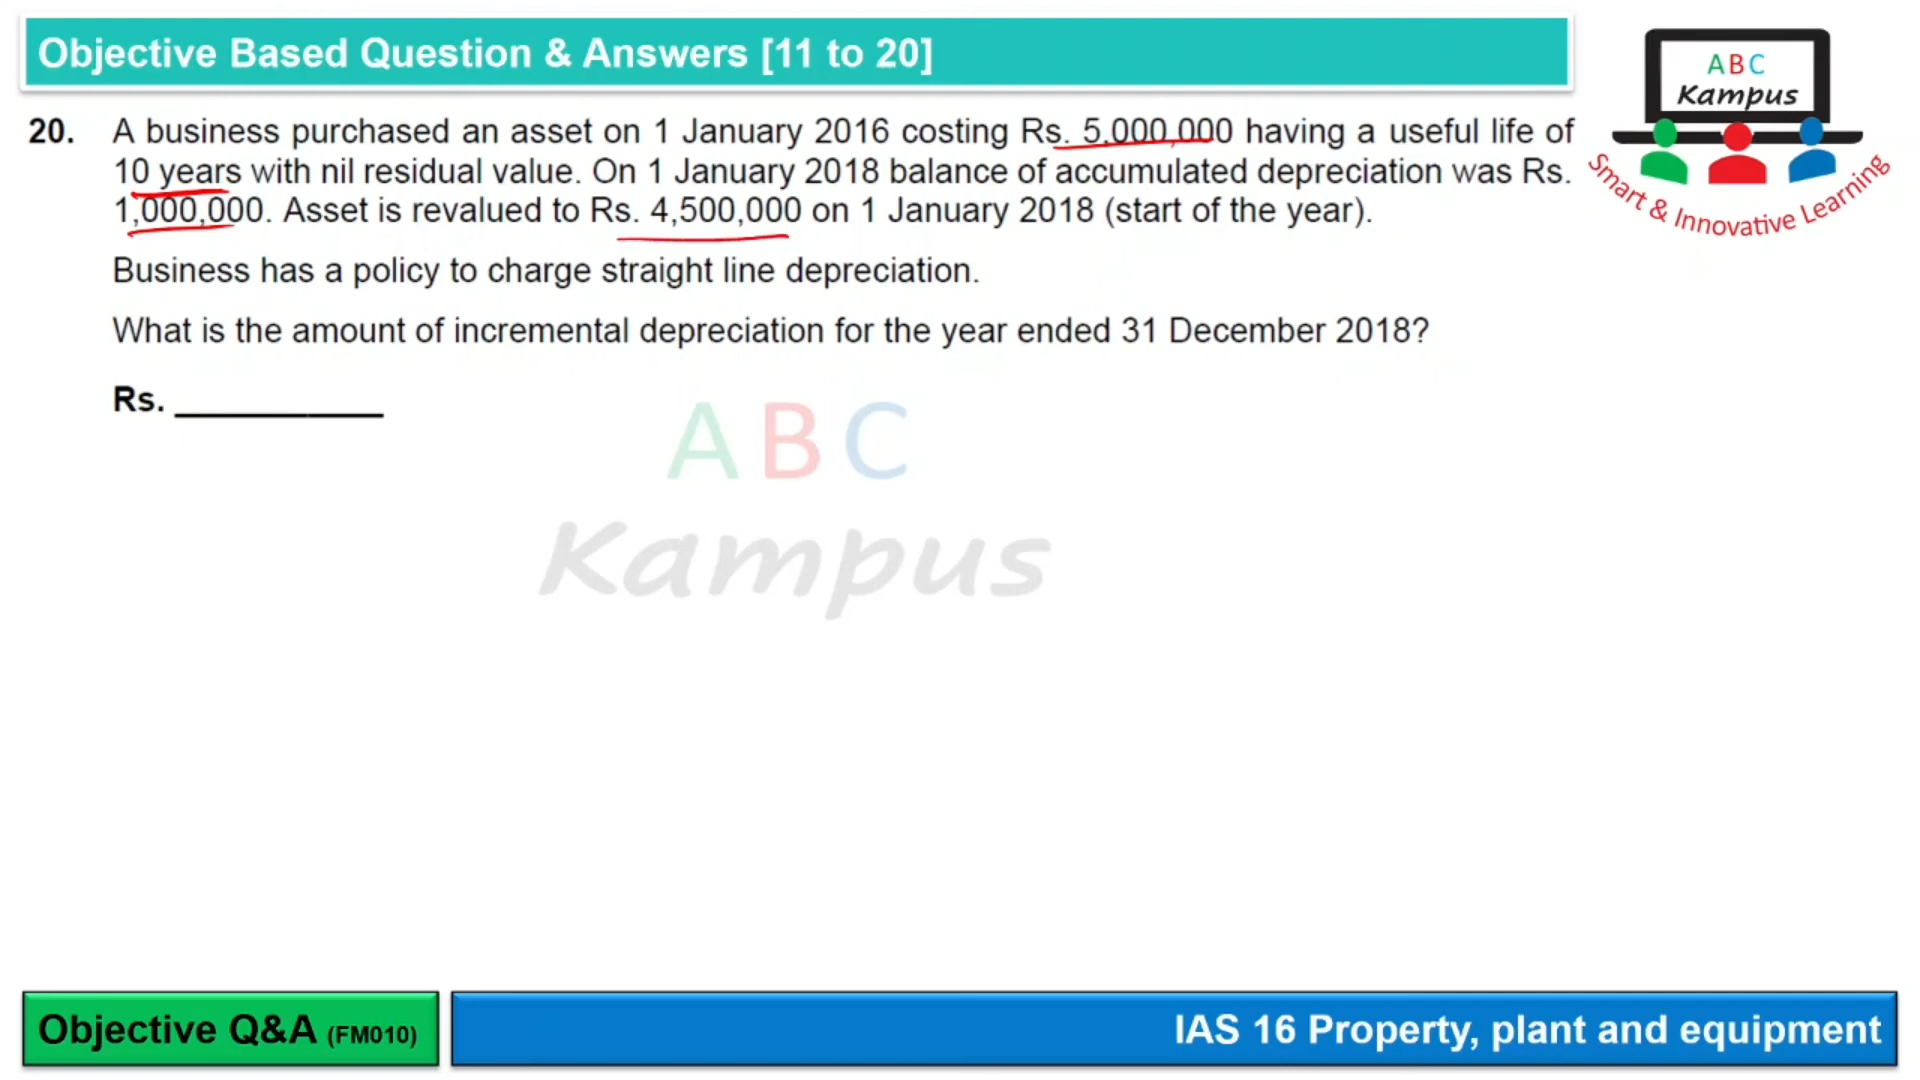 Objective Based Question & Answers [11 to 20]
ABC
Kampus
Smart & Innovative Learning
20. A business purchased an asset on 1 January 2016 costing Rs. 5,000,000 having a useful life of
10 years with nil residual value. On 1 January 2018 balance of accumulated depreciation was Rs.
1,000,000. Asset is revalued to Rs. 4,500,000 on 1 January 2018 (start of the year).
Business has a policy to charge straight line depreciation.
What is the amount of incremental depreciation for the year ended 31 December 2018?
Rs. ___________
ABC
Kampus
Objective Q&A (FM010)
IAS 16 Property, plant and equipment